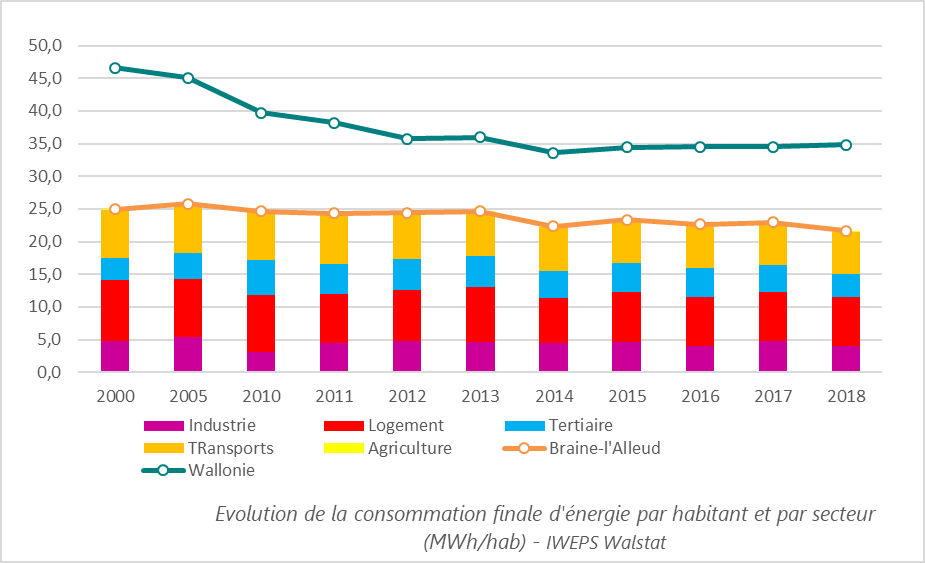 50,0
45,0
40,0
35,0
30,0
25,0
20,0
15,0
10,0
5,0
0,0
2000 2005 2010 2011 2012 2013 2014 2015 2016 2017 2018
Industrie Logement Tertiaire
TRansports Agriculture Braine-l'Alleud
Wallonie
Evolution de la consommation finale d'énergie par habitant et par secteur
(MWh/hab) - IWEPS Walstat